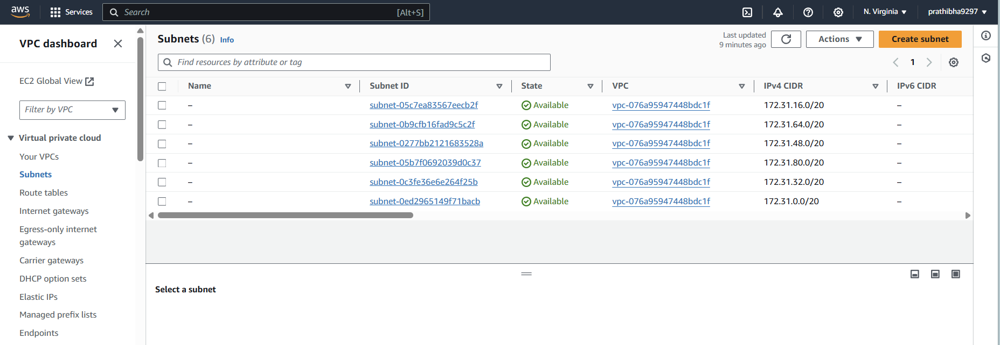 aws Services Search [Alt+S] N. Virginia prathibha9297
VPC dashboard
EC2 Global View
Filter by VPC
Virtual private cloud
Your VPCs
Subnets
Route tables
Internet gateways
Egress-only internet
gateways
Carrier gateways
DHCP option sets
Elastic IPs
Managed prefix lists
Endpoints
Subnets (6) Info
Last updated
9 minutes ago
Actions
Create subnet
Find resources by attribute or tag
1
Name Subnet ID State VPC IPv4 CIDR IPv6 CIDR
– subnet-05c7ea83567eecb2f Available vpc-076a95947448bdc1f 172.31.16.0/20 –
– subnet-0b9cfb16fad9c5c2f Available vpc-076a95947448bdc1f 172.31.64.0/20 –
– subnet-0277bb2121683528a Available vpc-076a95947448bdc1f 172.31.48.0/20 –
– subnet-05b7f0692039d0c37 Available vpc-076a95947448bdc1f 172.31.80.0/20 –
– subnet-0c3fe36e6e264f25b Available vpc-076a95947448bdc1f 172.31.32.0/20 –
– subnet-0ed2965149f71bacb Available vpc-076a95947448bdc1f 172.31.0.0/20 –
Select a subnet